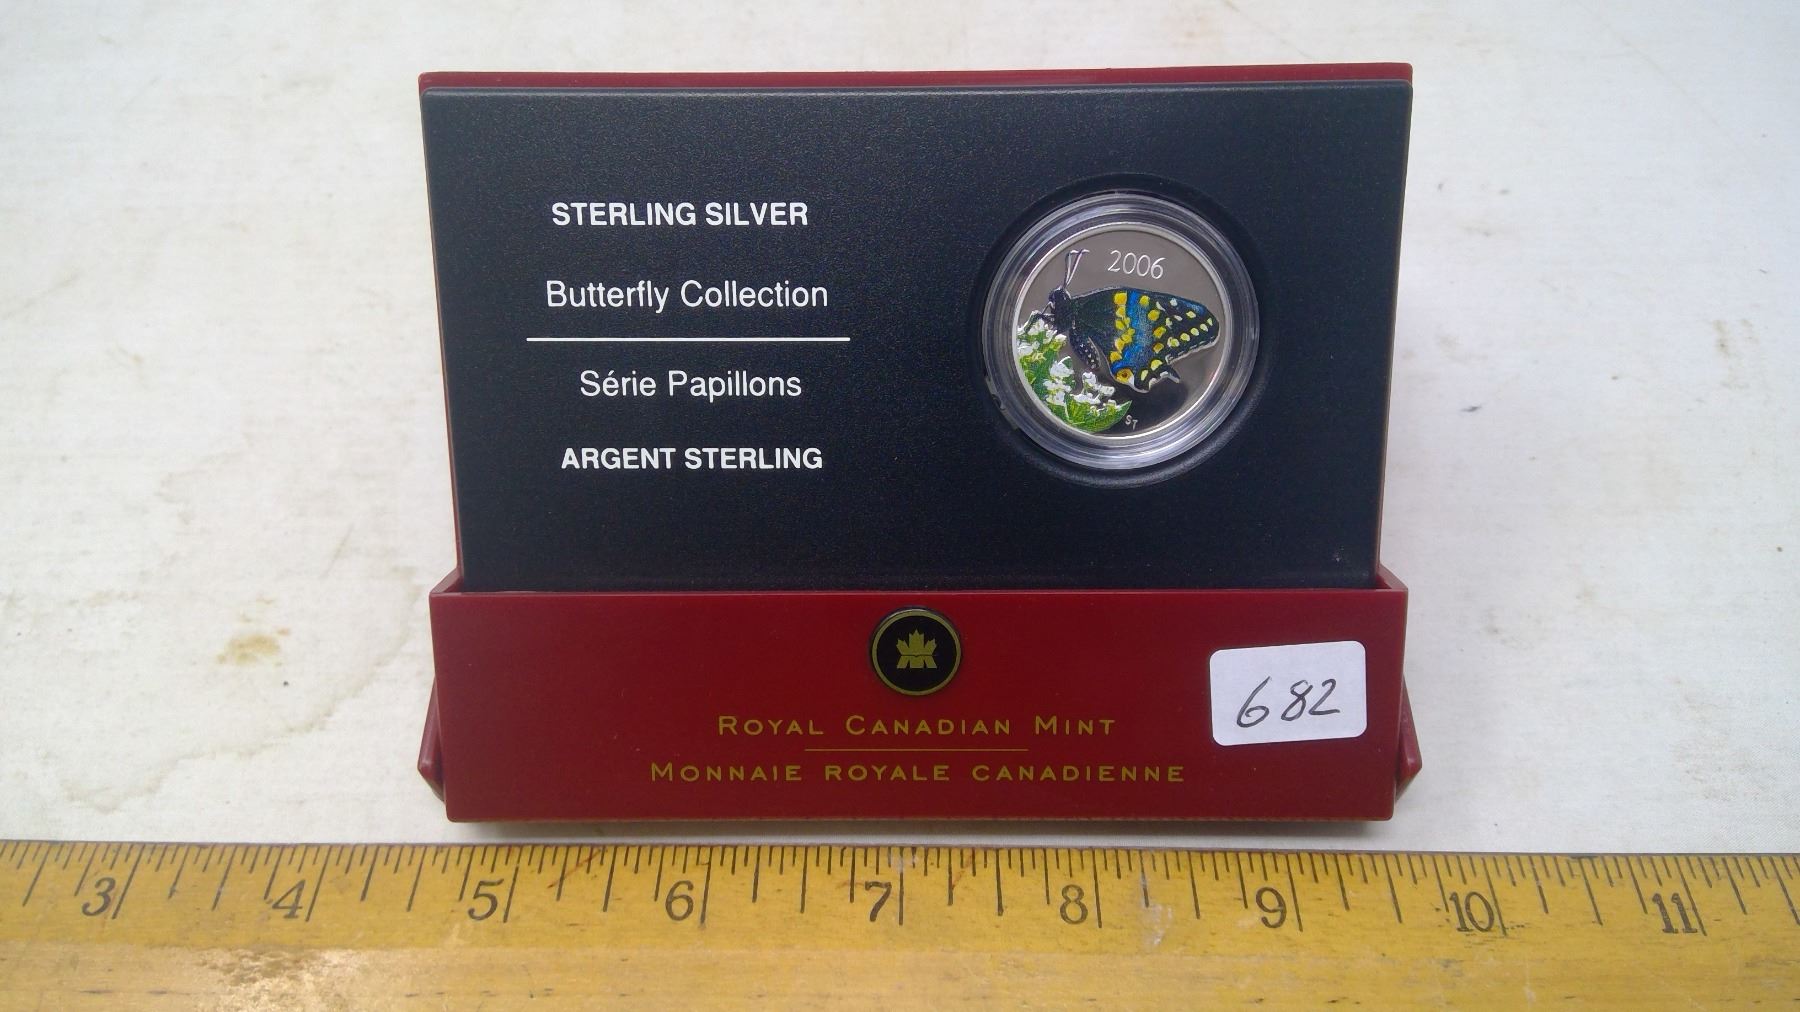 STERLING SILVER
Butterfly Collection
Série Papillons
ARGENT STERLING
2006
ST
682
ROYAL CANADIAN MINT
MONNAIE ROYALE CANADIENNE
3 4 5 6 7 8 9 10 11